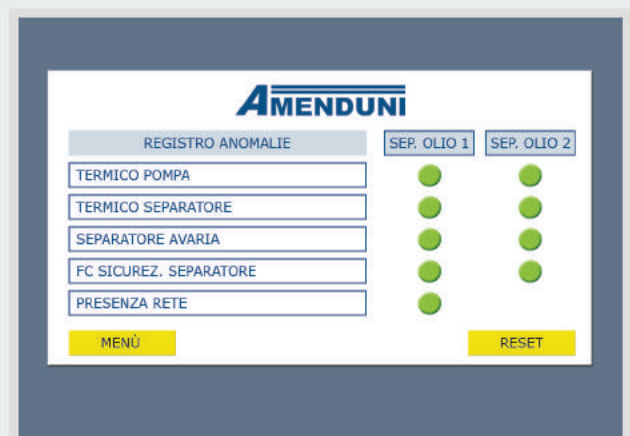 AMENDUNI
REGISTRO ANOMALIE SEP. OLIO 1 SEP. OLIO 2
TERMICO POMPA
TERMICO SEPARATORE
SEPARATORE AVARIA
FC SICUREZ. SEPARATORE
PRESENZA RETE
MENÙ RESET